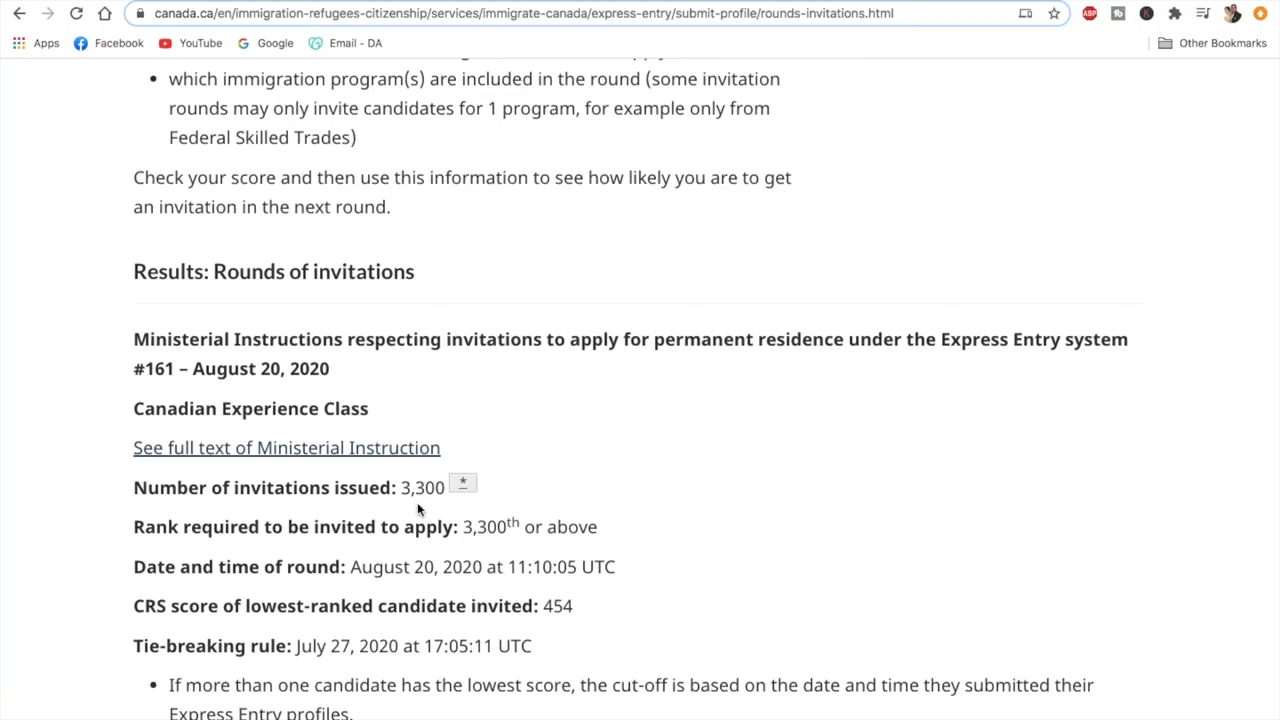 canada.ca/en/immigration-refugees-citizenship/services/immigrate-canada/express-entry/submit-profile/rounds-invitations.html
ABP
Apps Facebook YouTube Google Email - DA Other Bookmarks
which immigration program(s) are included in the round (some invitation
rounds may only invite candidates for 1 program, for example only from
Federal Skilled Trades)
Check your score and then use this information to see how likely you are to get
an invitation in the next round.
Results: Rounds of invitations
Ministerial Instructions respecting invitations to apply for permanent residence under the Express Entry system
#161 – August 20, 2020
Canadian Experience Class
See full text of Ministerial Instruction
Number of invitations issued: 3,300 *
Rank required to be invited to apply: 3,300th or above
Date and time of round: August 20, 2020 at 11:10:05 UTC
CRS score of lowest-ranked candidate invited: 454
Tie-breaking rule: July 27, 2020 at 17:05:11 UTC
If more than one candidate has the lowest score, the cut-off is based on the date and time they submitted their
Express Entry profiles.